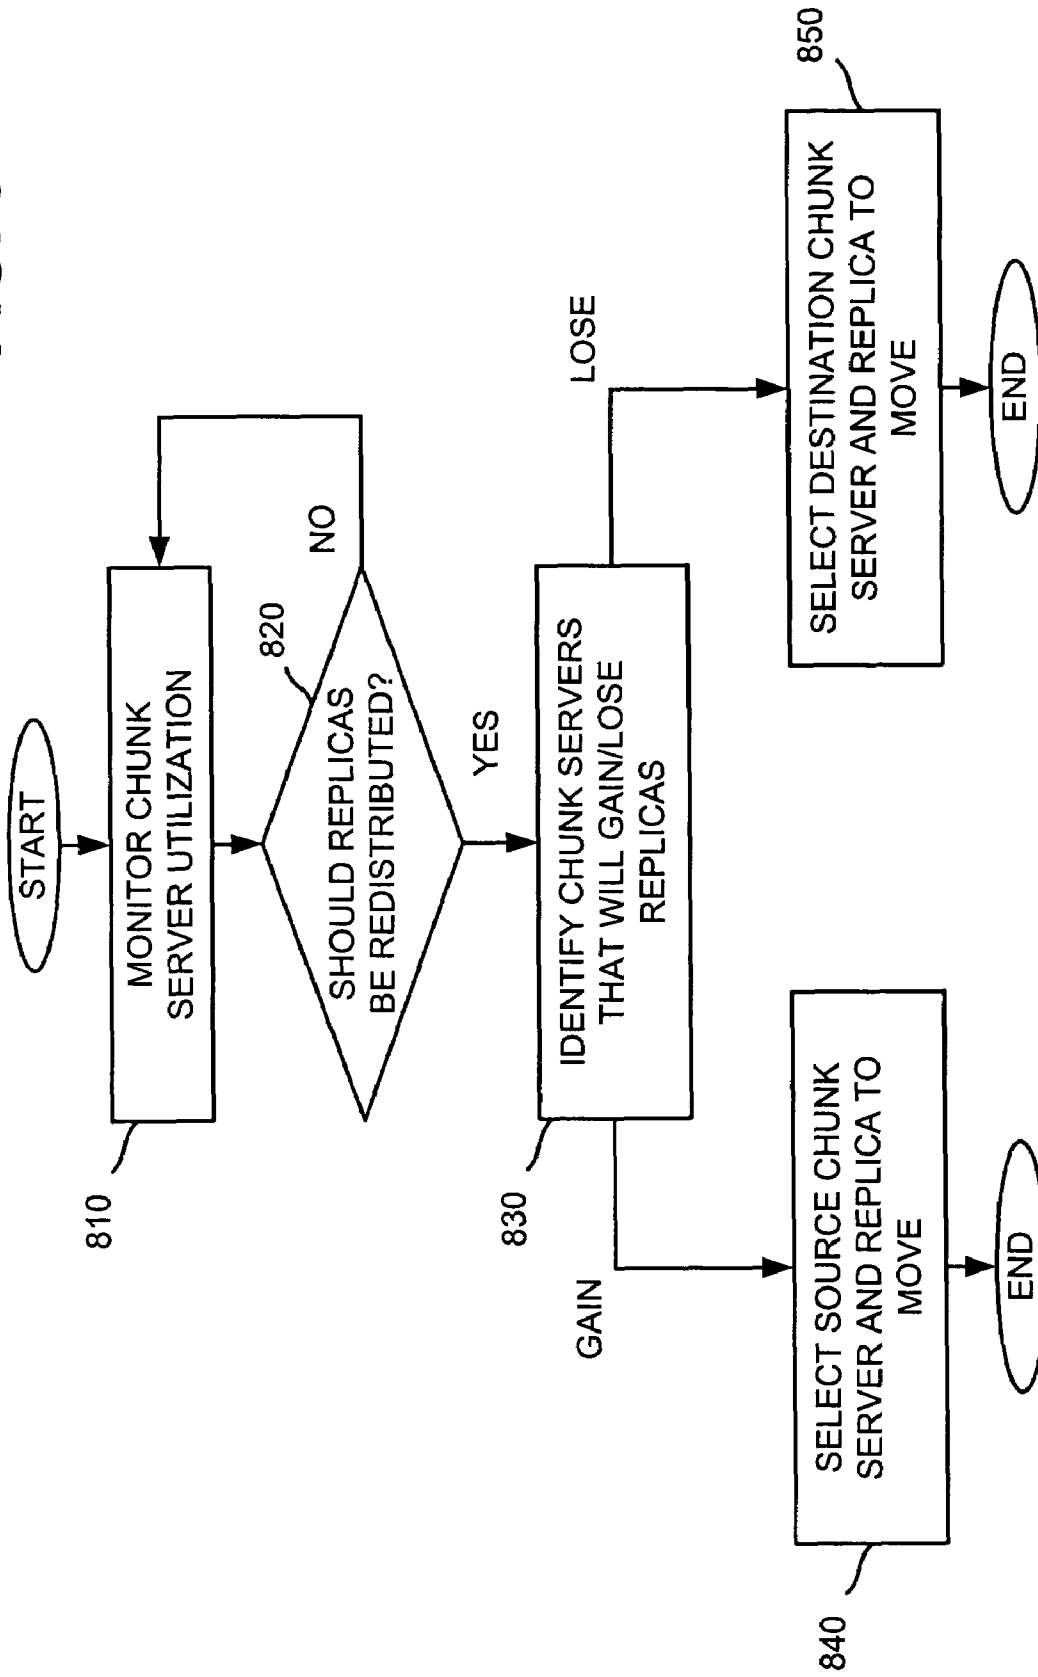 START
MONITOR CHUNK
SERVER UTILIZATION
810
SHOULD REPLICAS
BE REDISTRIBUTED?
820
NO
YES
IDENTIFY CHUNK SERVERS
THAT WILL GAIN/LOSE
REPLICAS
830
GAIN
LOSE
SELECT SOURCE CHUNK
SERVER AND REPLICA TO
MOVE
840
SELECT DESTINATION CHUNK
SERVER AND REPLICA TO
MOVE
850
END
END